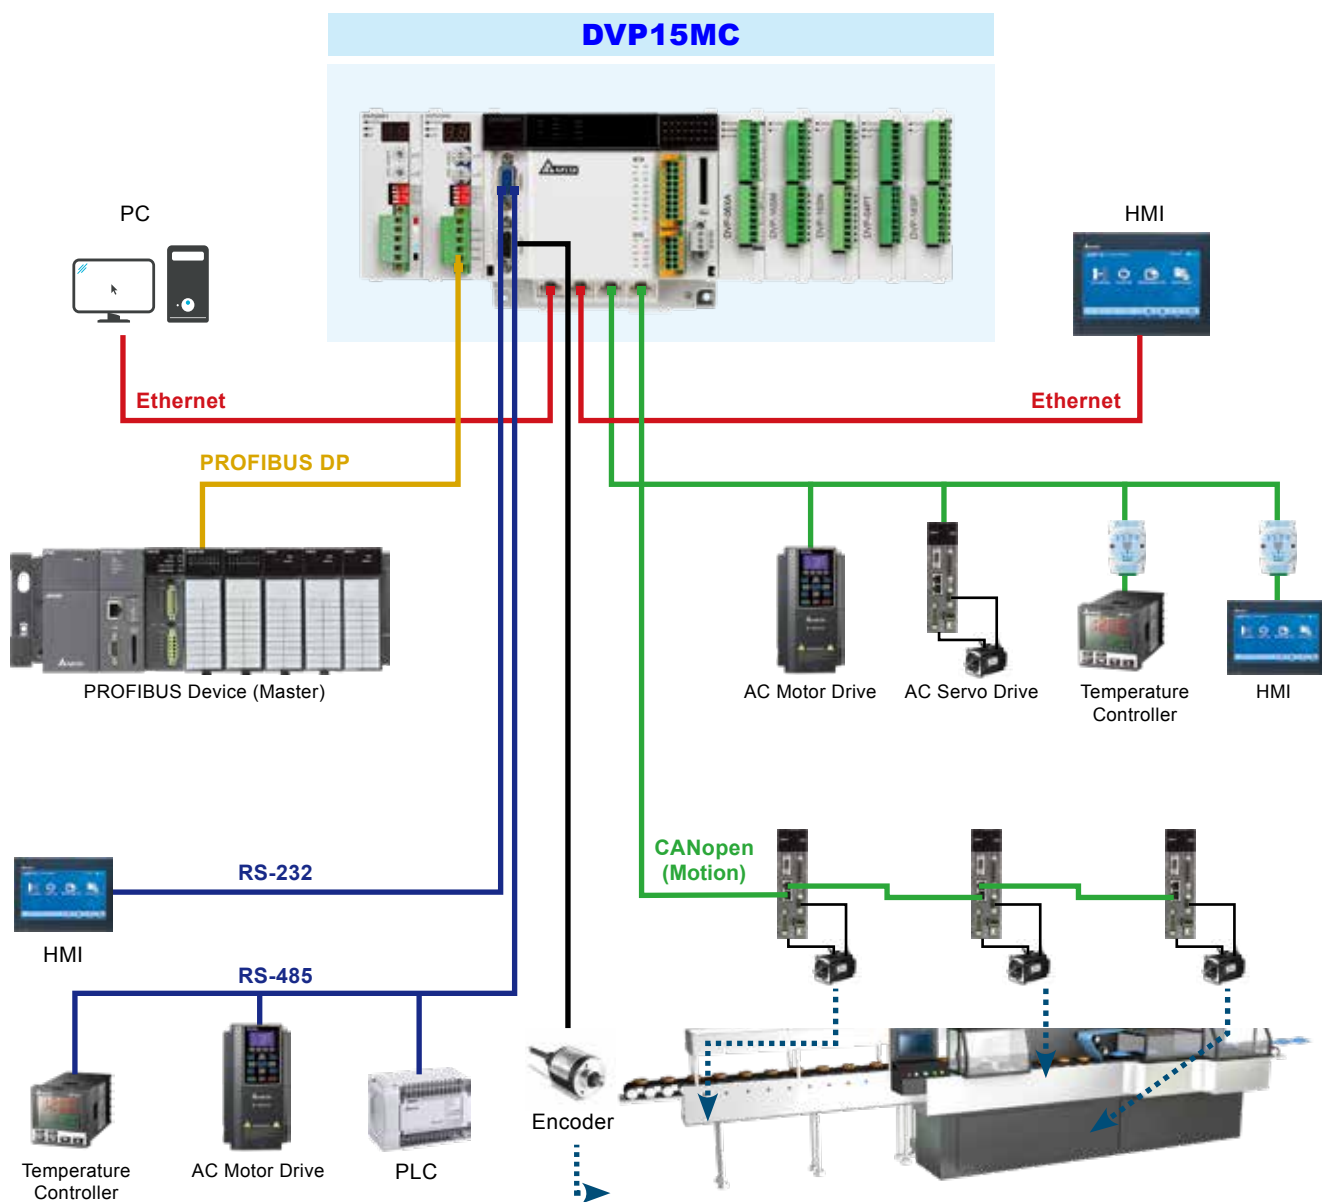 DVP15MC
PC
HMI
Ethernet
Ethernet
PROFIBUS DP
PROFIBUS Device (Master)
AC Motor Drive
AC Servo Drive
Temperature
Controller
HMI
RS-232
HMI
CANopen
(Motion)
RS-485
Temperature
Controller
AC Motor Drive
PLC
Encoder